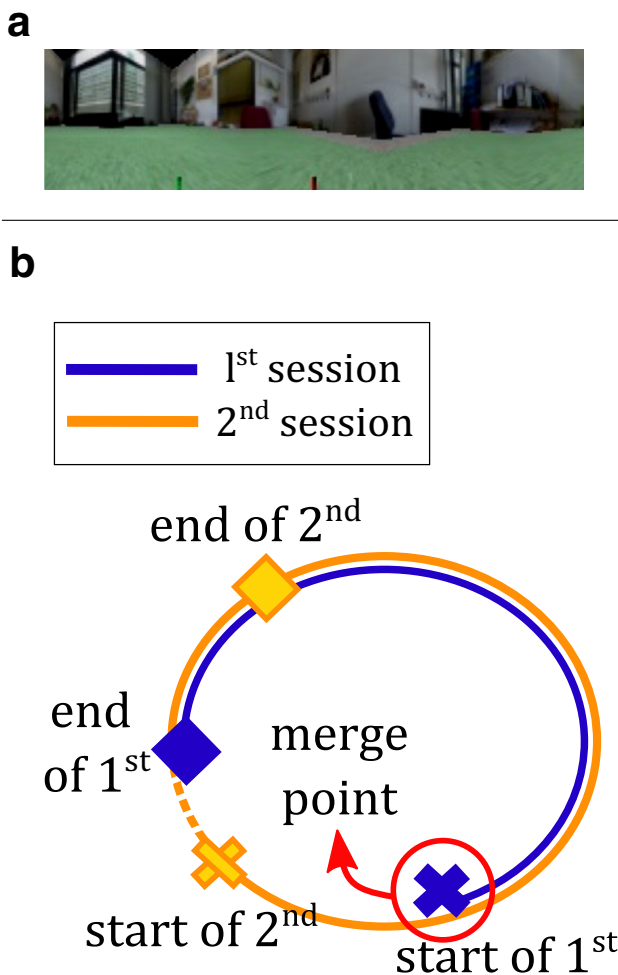 a
b
1st session
2nd session
end of 2nd
end
of 1st
merge
point
start of 2nd
start of 1st